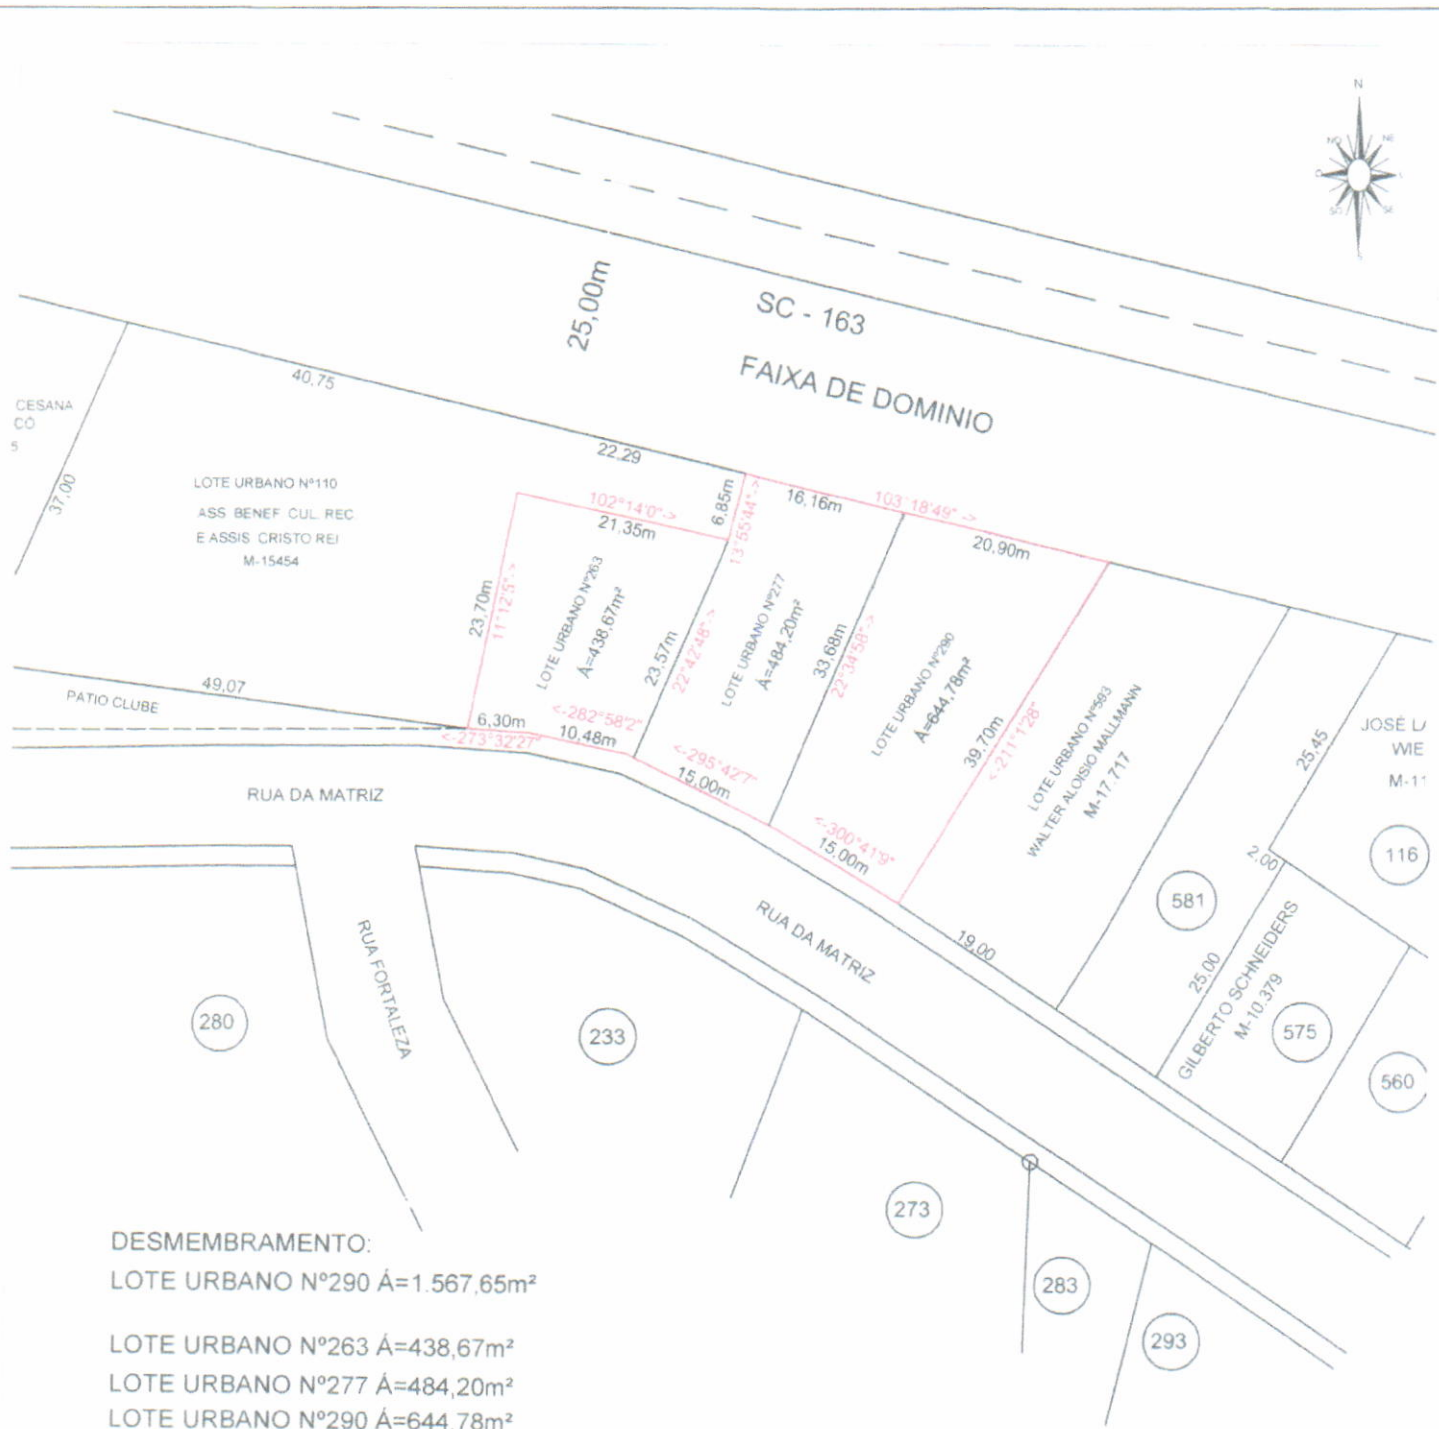 N
NO
NE
SO
SE
S
25,00m
SC - 163
FAIXA DE DOMINIO
40,75
22,29
CESANA
CÓ
5
37,00
LOTE URBANO Nº110
ASS BENEF CUL. REC
E ASSIS CRISTO REI
M-15454
102°14'0"->
21,35m
6,85m
13°55'44"->
16,16m
103°18'49" ->
20,90m
23,70m
11°12'5"->
LOTE URBANO Nº263
Á=438,67m²
23,57m
22°42'48"->
LOTE URBANO Nº277
Á=484,20m²
33,68m
22°34'58"->
LOTE URBANO Nº290
Á=644,78m²
39,70m
<-211°1'28"
LOTE URBANO Nº593
WALTER ALOISIO MALLMANN
M-17.717
49,07
PATIO CLUBE
6,30m
<-273°32'27"
<-282°58'2"
10,48m
<-295°42'7"
15,00m
<-300°41'9"
15,00m
19,00
25,45
JOSÉ L
WIE
M-11
116
2,00
581
25,00
GILBERTO SCHNEIDERS
M-10.379
575
560
RUA DA MATRIZ
RUA DA MATRIZ
RUA FORTALEZA
280
233
273
283
293
DESMEMBRAMENTO:
LOTE URBANO Nº290 Á=1.567,65m²
LOTE URBANO Nº263 Á=438,67m²
LOTE URBANO Nº277 Á=484,20m²
LOTE URBANO Nº290 Á=644,78m²